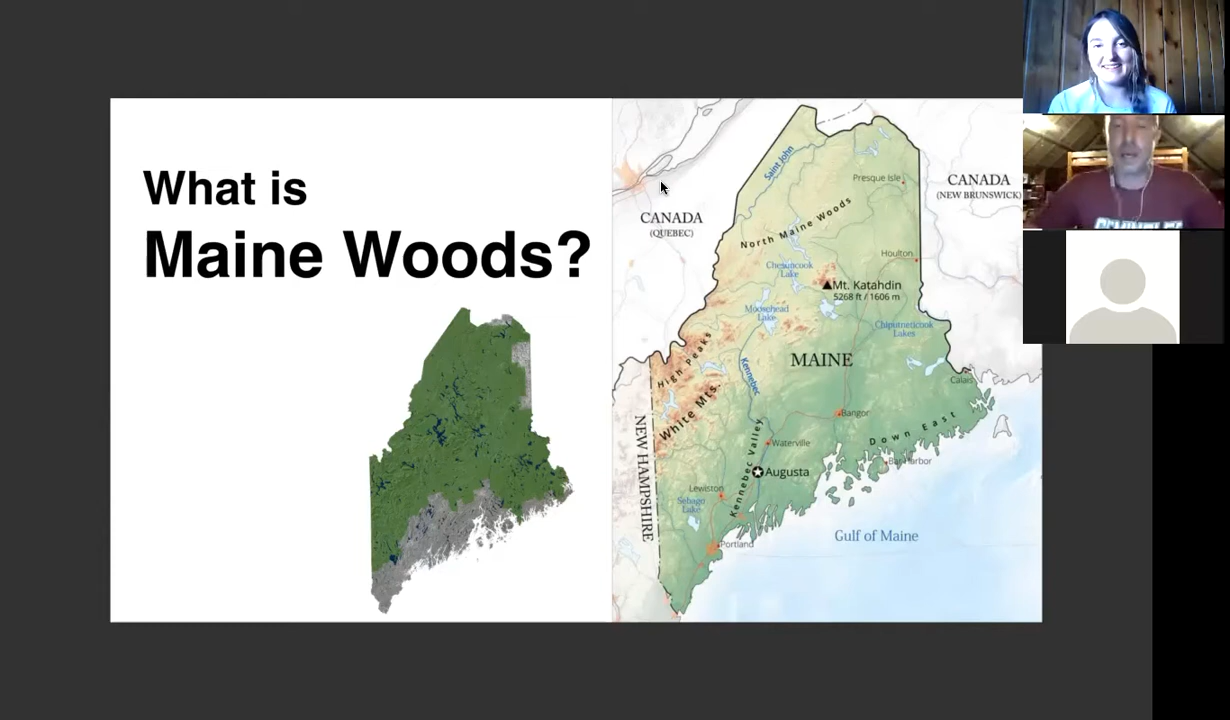 What is
Maine Woods?
CANADA
(QUEBEC)
CANADA
(NEW BRUNSWICK)
Saint John
Presque Isle
North Maine Woods
Houlton
Chesuncook
Lake
Mt. Katahdin
5268 ft / 1606 m
Moosehead
Lake
Chiputneticook
Lakes
High Peaks
MAINE
Kennebec
White Mts.
Calais
Bangor
Down East
NEW HAMPSHIRE
Kennebec Valley
Waterville
Bar Harbor
Augusta
Lewiston
Sebago
Lake
Gulf of Maine
Portland